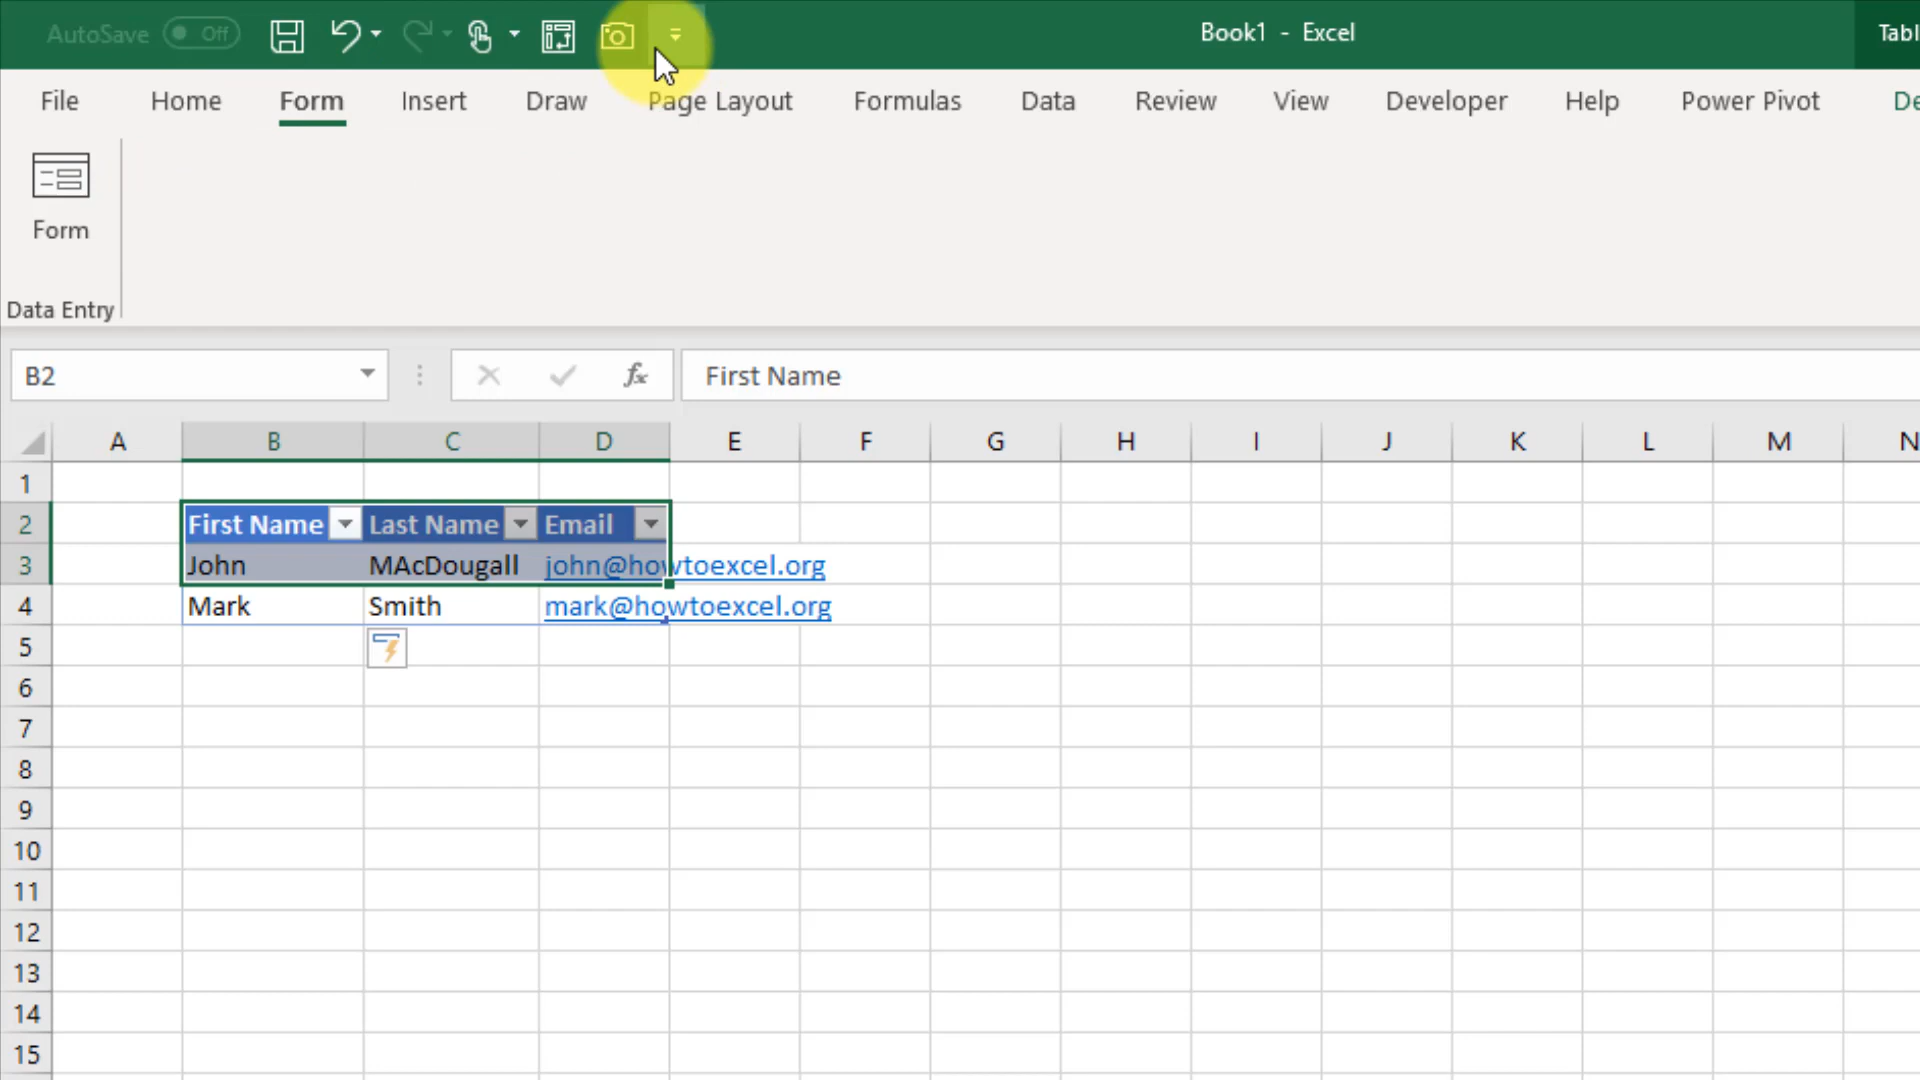 AutoSave Off Book1 - Excel Tabl
File Home Form Insert Draw Page Layout Formulas Data Review View Developer Help Power Pivot De
Form
Data Entry
B2 fx First Name
A B C D E F G H I J K L M N
1
2 First Name Last Name Email
3 John MAcDougall john@howtoexcel.org
4 Mark Smith mark@howtoexcel.org
5
6
7
8
9
10
11
12
13
14
15